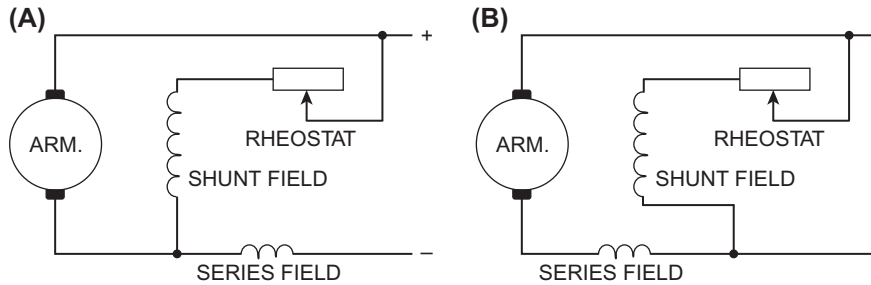 (A)
+
ARM.
RHEOSTAT
SHUNT FIELD
SERIES FIELD
−
(B)
ARM.
RHEOSTAT
SHUNT FIELD
SERIES FIELD